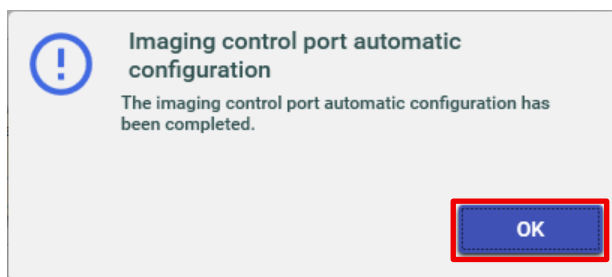 Imaging control port automatic
configuration
The imaging control port automatic configuration has
been completed.
OK